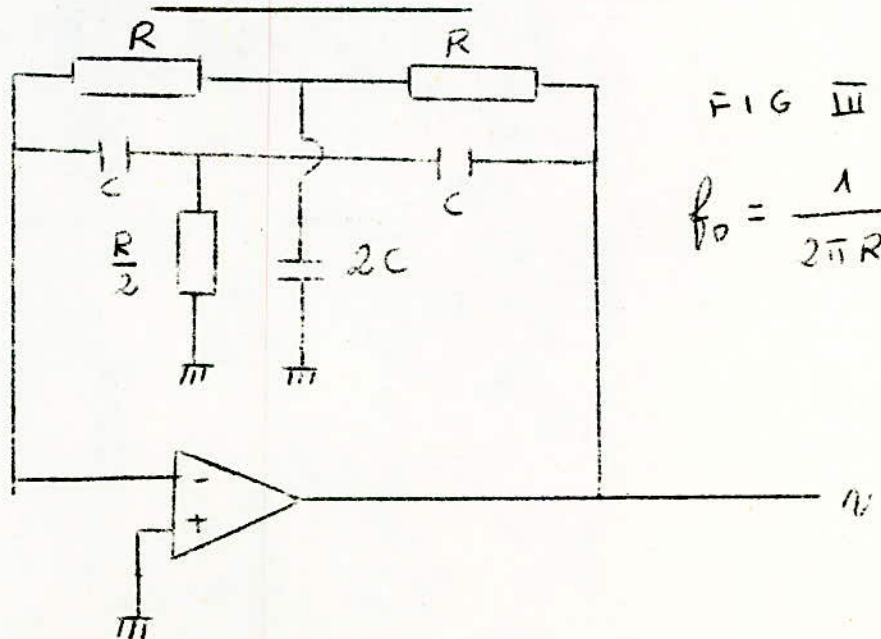 R R
FIG III
C C
f₀ = 1 / 2πR
R/2
2C
-
+